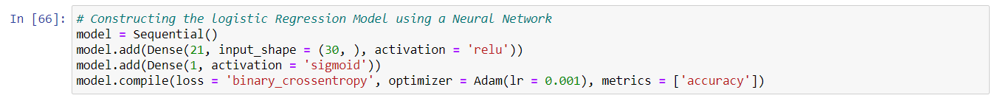 In [66]: # Constructing the logistic Regression Model using a Neural Network
model = Sequential()
model.add(Dense(21, input_shape = (30, ), activation = 'relu'))
model.add(Dense(1, activation = 'sigmoid'))
model.compile(loss = 'binary_crossentropy', optimizer = Adam(lr = 0.001), metrics = ['accuracy'])